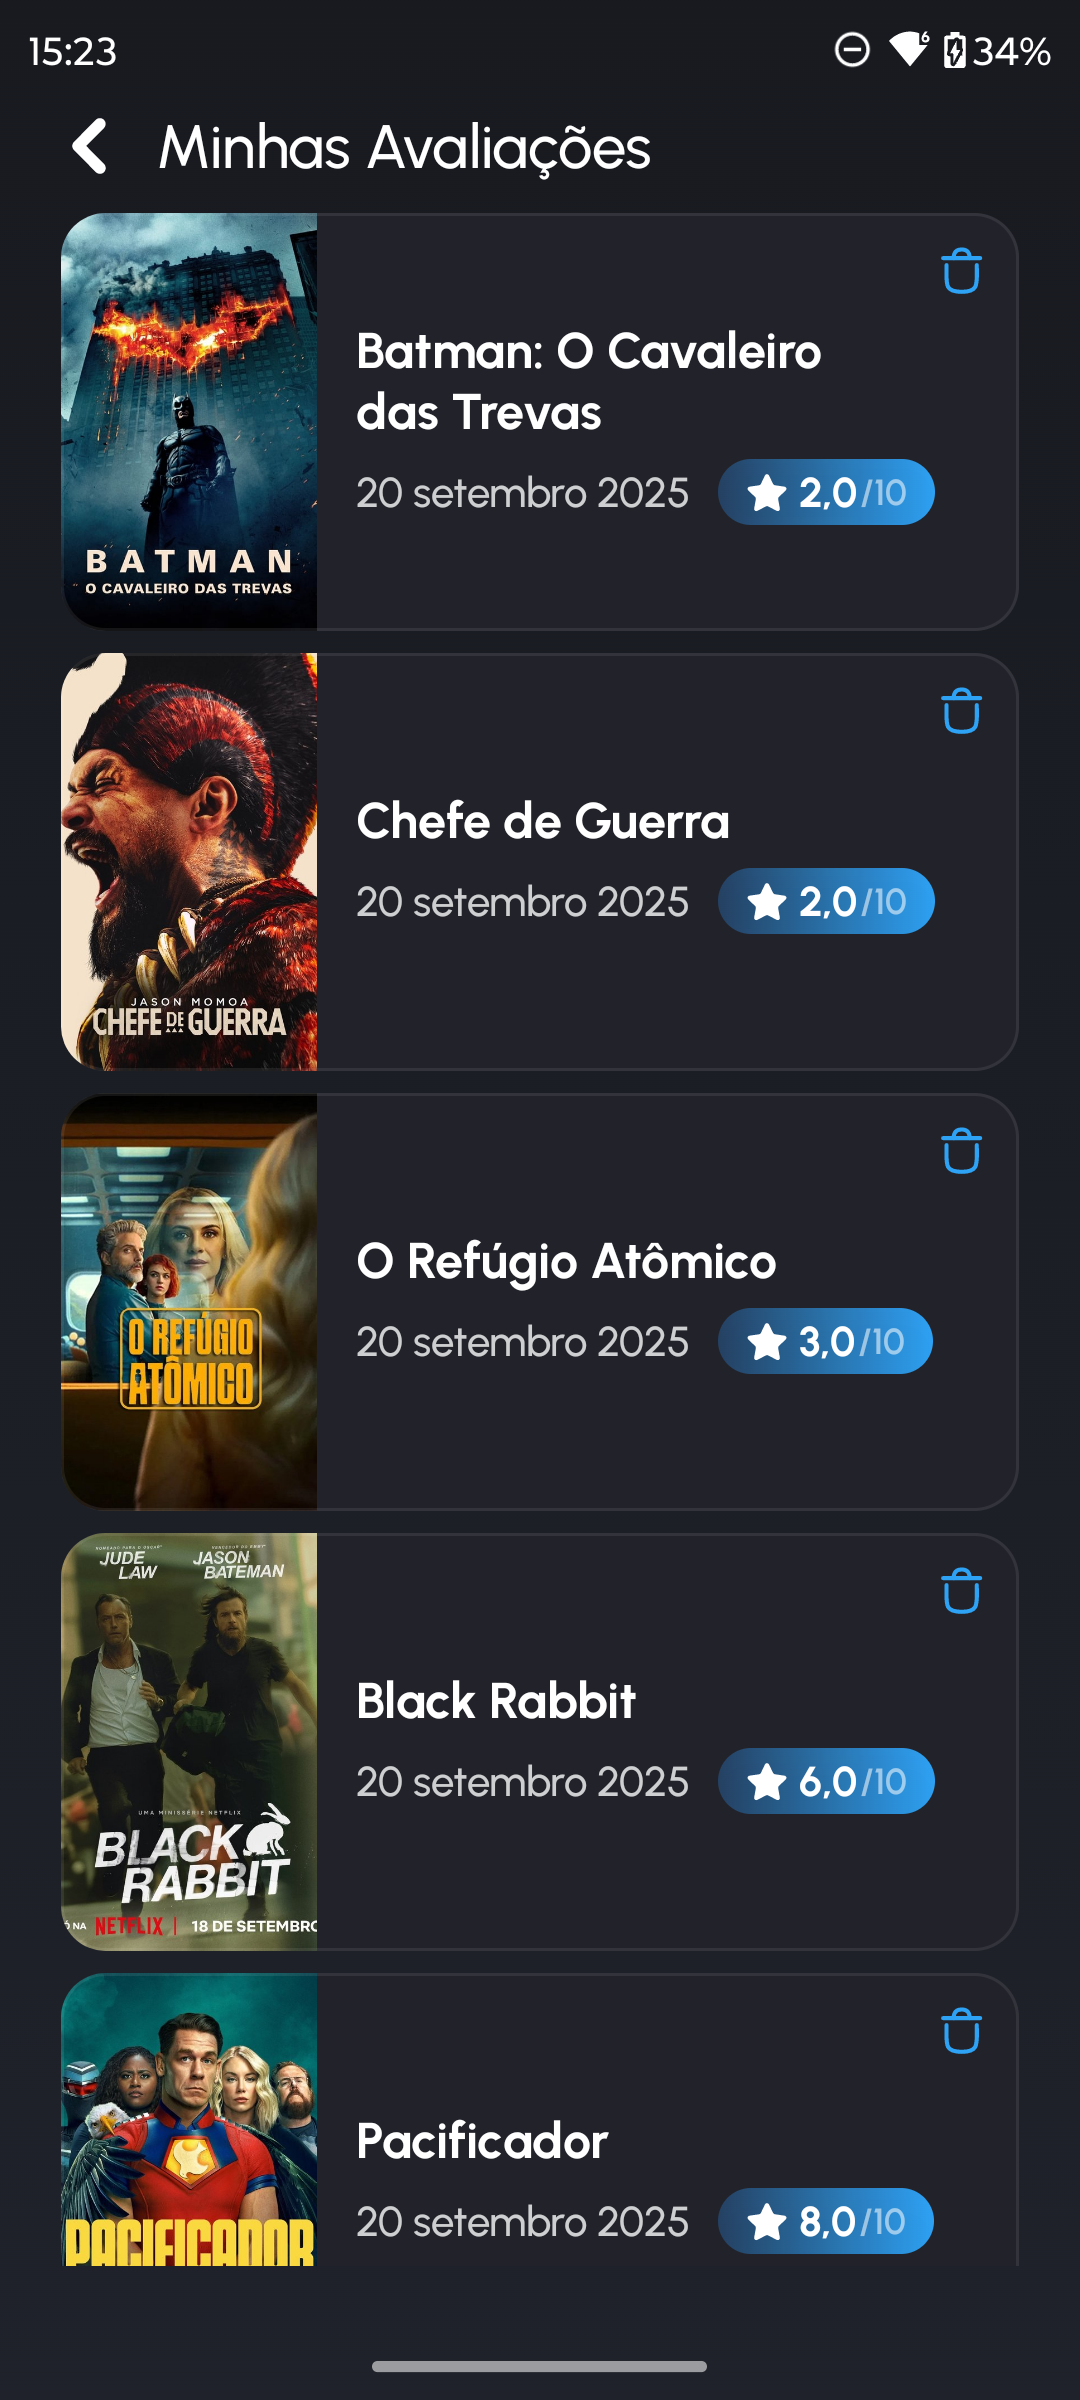 15:23
6
34%
Minhas Avaliações
BATMAN
O CAVALEIRO DAS TREVAS
Batman: O Cavaleiro
das Trevas
20 setembro 2025
2,0/10
JASON MOMOA
CHEFE DE GUERRA
Chefe de Guerra
20 setembro 2025
2,0/10
O REFÚGIO
ATÔMICO
O Refúgio Atômico
20 setembro 2025
3,0/10
JUDE LAW
JASON BATEMAN
UMA MINISSÉRIE NETFLIX
BLACK
RABBIT
Ó NA NETFLIX | 18 DE SETEMBRO
Black Rabbit
20 setembro 2025
6,0/10
PACIFICADOR
Pacificador
20 setembro 2025
8,0/10